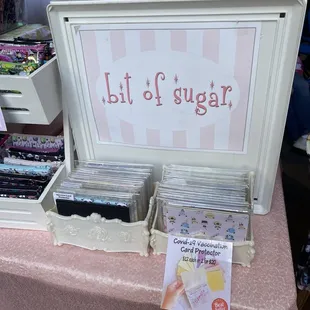 bit of sugar
Covid-19 Vaccination
Card Protector